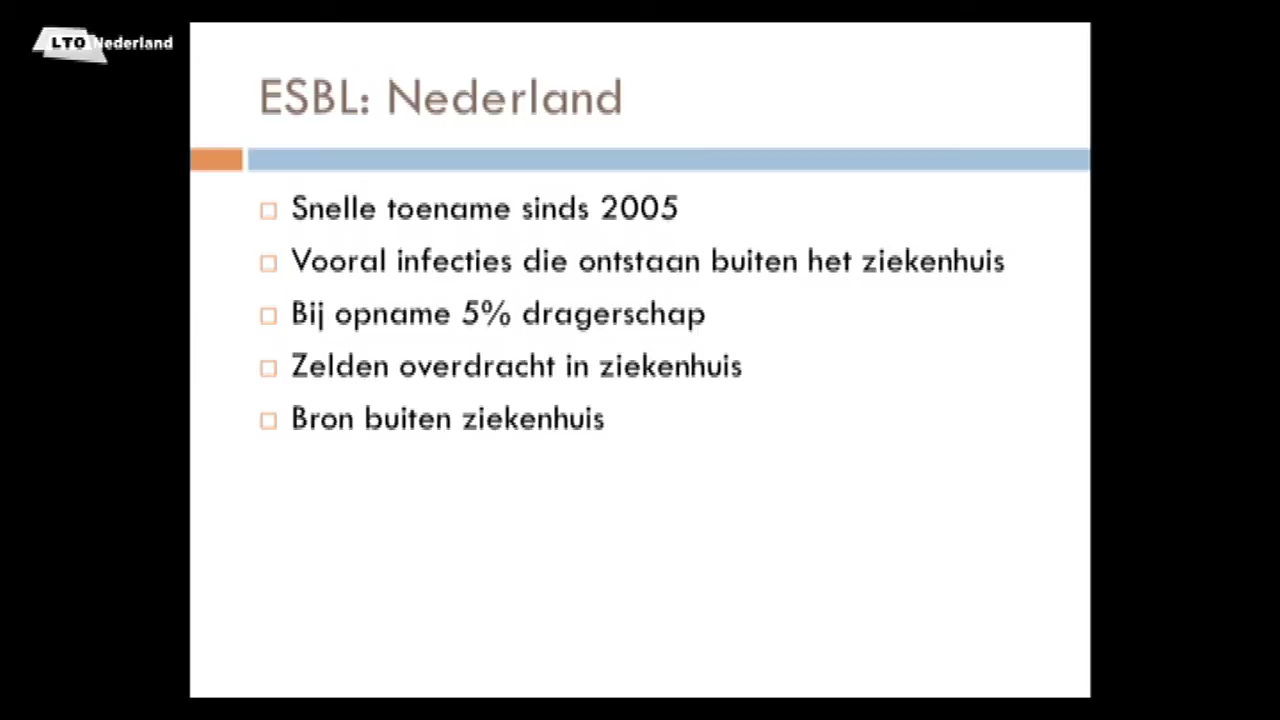 LTO Nederland
ESBL: Nederland
Snelle toename sinds 2005
Vooral infecties die ontstaan buiten het ziekenhuis
Bij opname 5% dragerschap
Zelden overdracht in ziekenhuis
Bron buiten ziekenhuis